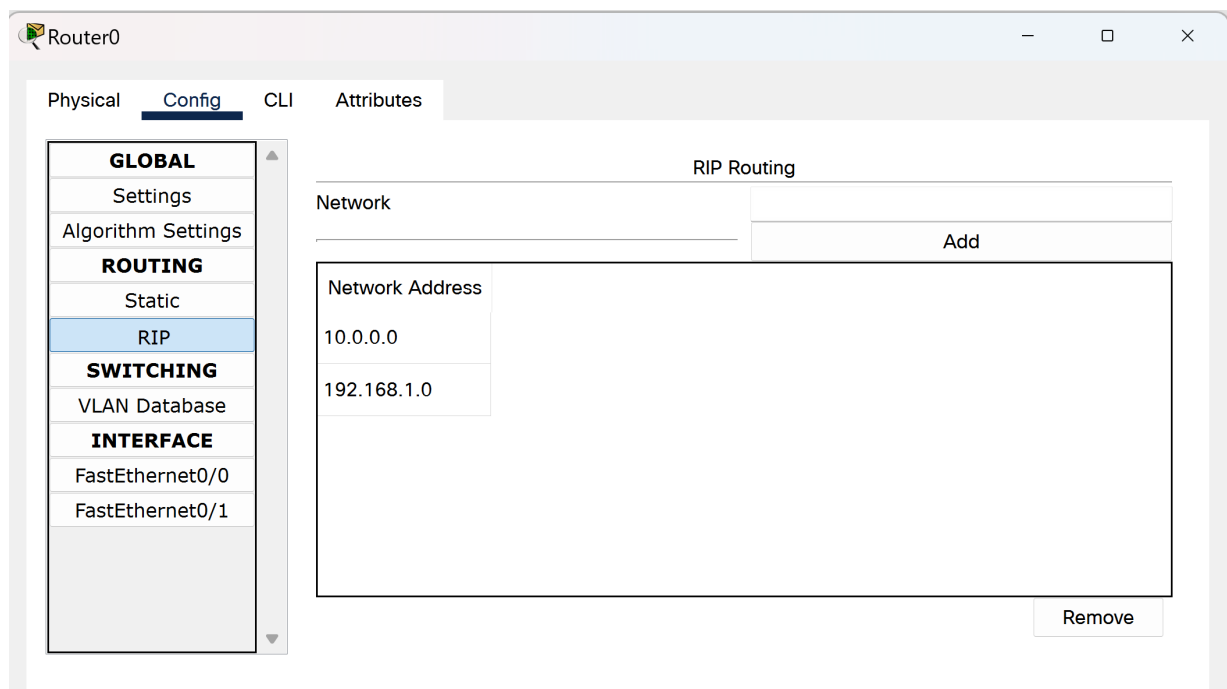 Router0
Physical Config CLI Attributes
GLOBAL
Settings
Algorithm Settings
ROUTING
Static
RIP
SWITCHING
VLAN Database
INTERFACE
FastEthernet0/0
FastEthernet0/1
RIP Routing
Network
Add
Network Address
10.0.0.0
192.168.1.0
Remove